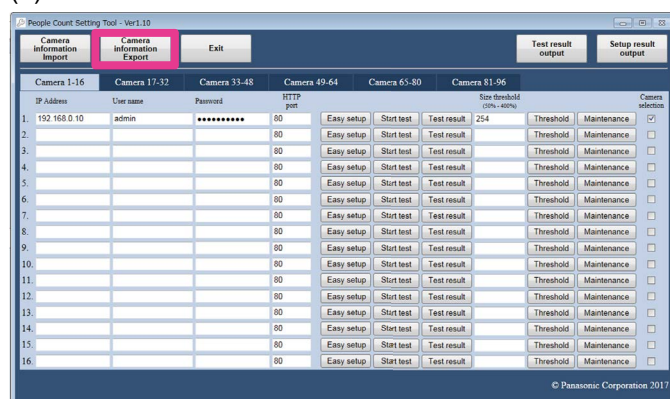 People Count Setting Tool - Ver1.10
Camera information Import Camera information Export Exit Test result output Setup result output
Camera 1-16 Camera 17-32 Camera 33-48 Camera 49-64 Camera 65-80 Camera 81-96
IP Address User name Password HTTP port Size threshold (50% - 400%) Camera selection
1. 192.168.0.10 admin ●●●●●●●●●● 80 Easy setup Start test Test result 254 Threshold Maintenance
2. 80 Easy setup Start test Test result Threshold Maintenance
3. 80 Easy setup Start test Test result Threshold Maintenance
4. 80 Easy setup Start test Test result Threshold Maintenance
5. 80 Easy setup Start test Test result Threshold Maintenance
6. 80 Easy setup Start test Test result Threshold Maintenance
7. 80 Easy setup Start test Test result Threshold Maintenance
8. 80 Easy setup Start test Test result Threshold Maintenance
9. 80 Easy setup Start test Test result Threshold Maintenance
10. 80 Easy setup Start test Test result Threshold Maintenance
11. 80 Easy setup Start test Test result Threshold Maintenance
12. 80 Easy setup Start test Test result Threshold Maintenance
13. 80 Easy setup Start test Test result Threshold Maintenance
14. 80 Easy setup Start test Test result Threshold Maintenance
15. 80 Easy setup Start test Test result Threshold Maintenance
16. 80 Easy setup Start test Test result Threshold Maintenance
© Panasonic Corporation 2017